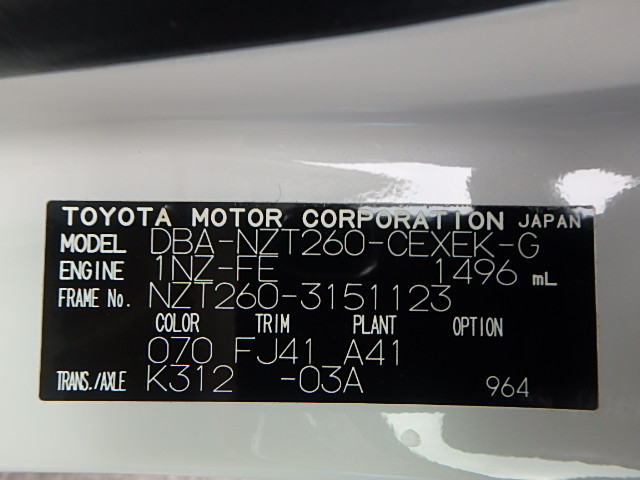 TOYOTA MOTOR CORPORATION JAPAN
MODEL DBA-NZT260-CEXEK-G
ENGINE 1NZ-FE 1496 mL
FRAME No. NZT260-3151123
COLOR TRIM PLANT OPTION
070 FJ41 A41
TRANS./AXLE K312 -03A 964